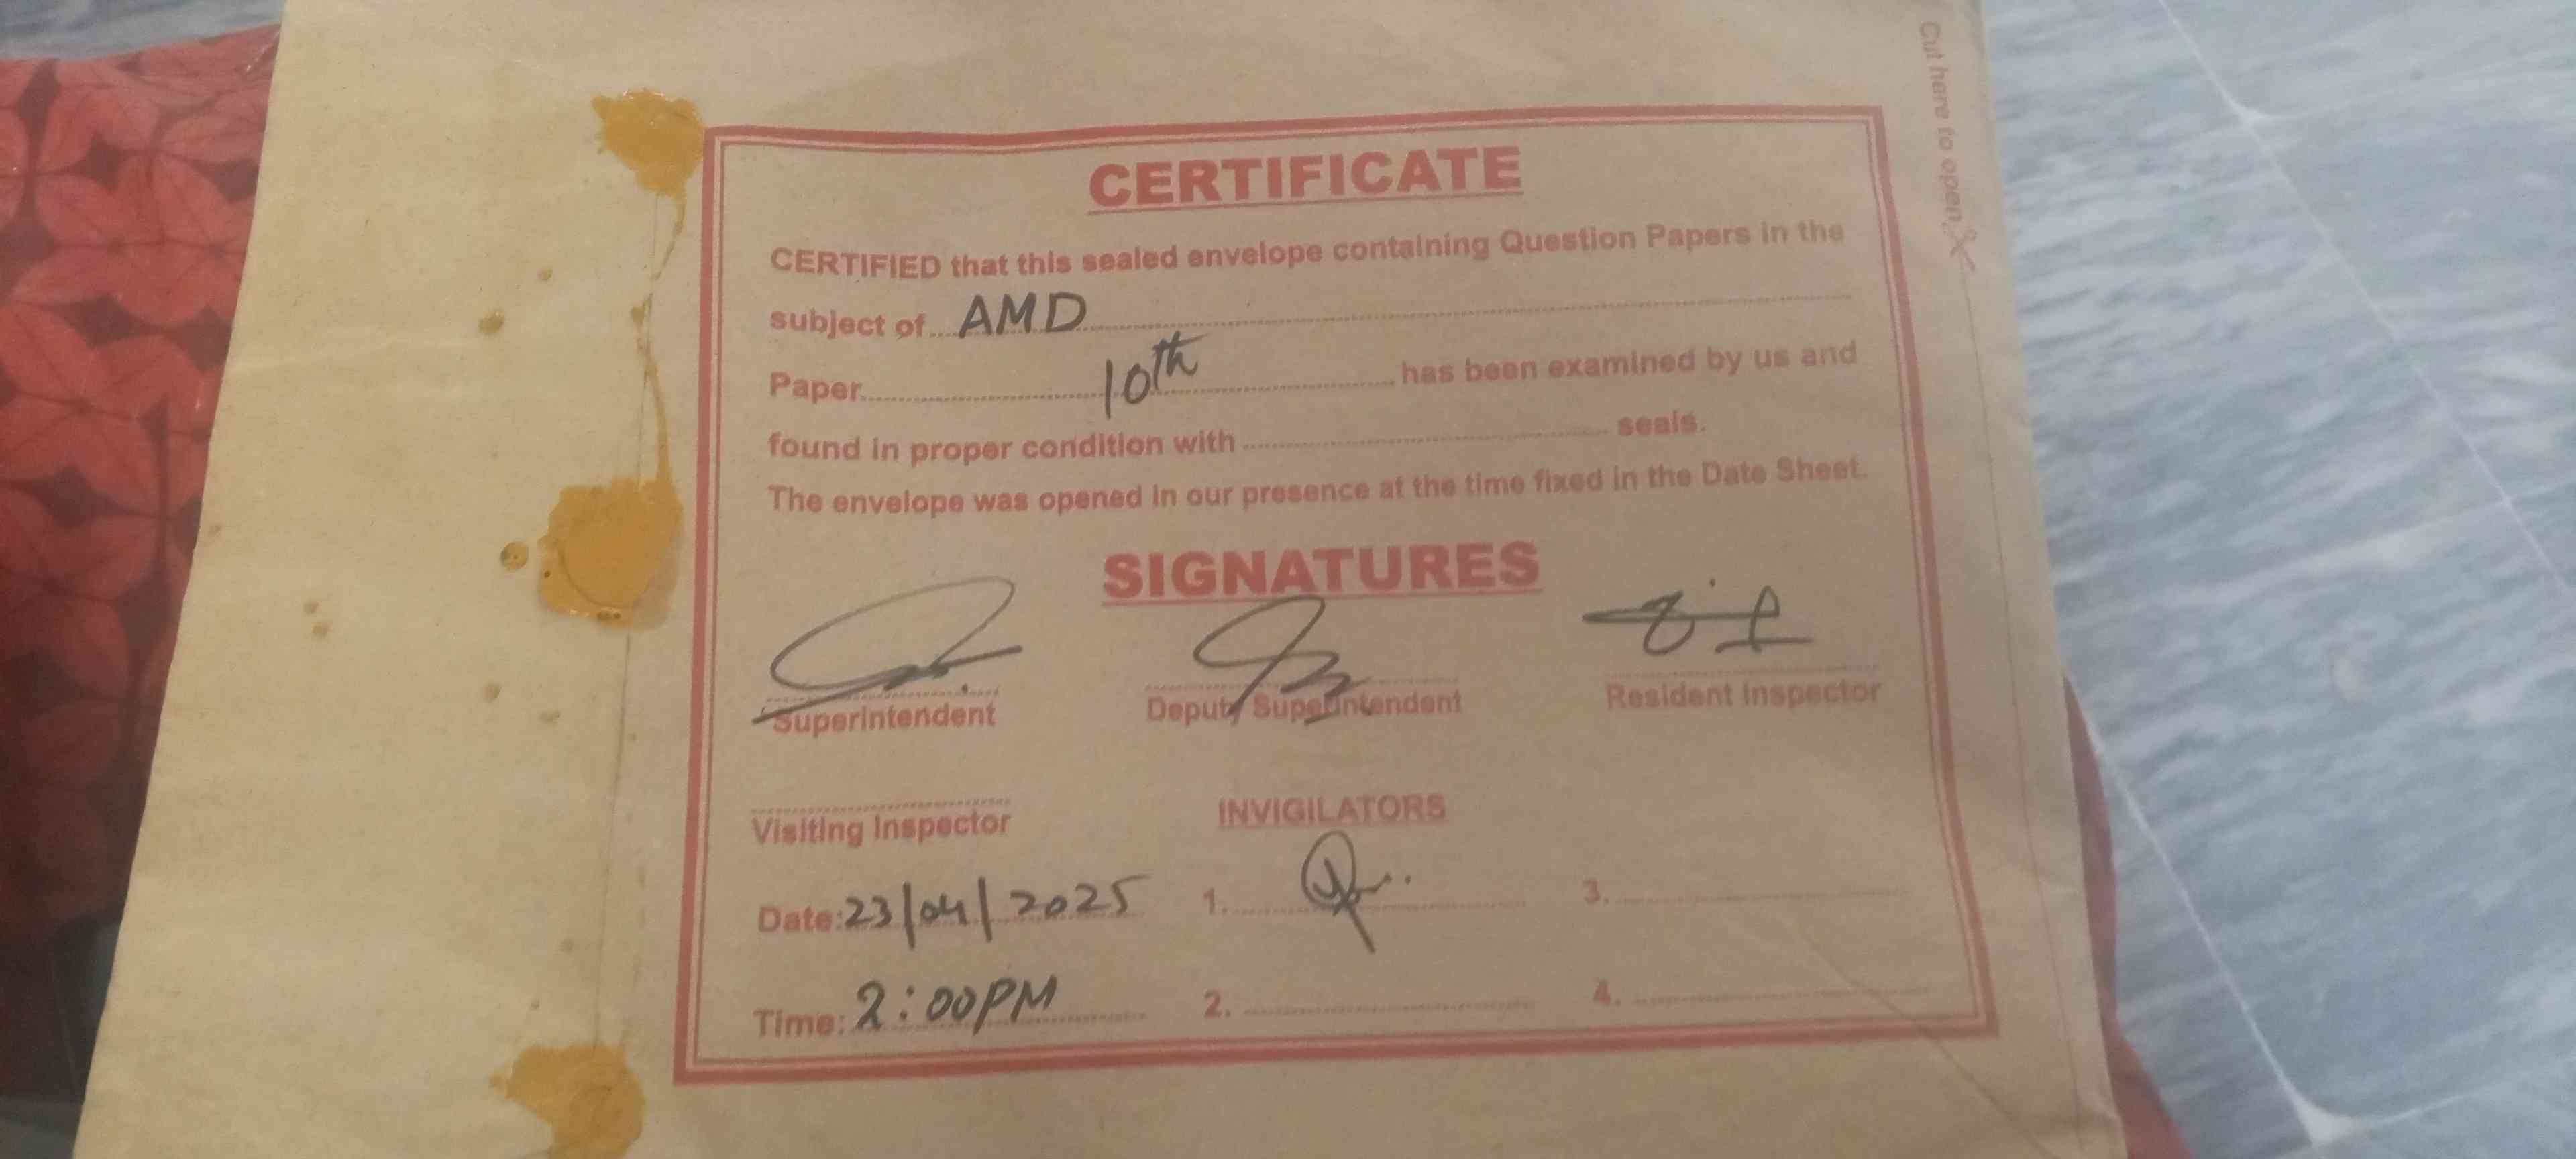 Cut here to open
CERTIFICATE
CERTIFIED that this sealed envelope containing Question Papers in the
subject of AMD
Paper 10th has been examined by us and
found in proper condition with seals.
The envelope was opened in our presence at the time fixed in the Date Sheet.
SIGNATURES
Superintendent Deputy Superintendent Resident Inspector
Visiting Inspector INVIGILATORS
Date: 23/04/2025 1. 3.
Time: 2:00PM 2. 4.